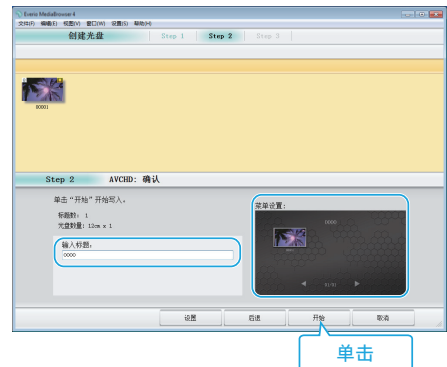 Everio MediaBrowser 4
文件(F) 编辑(E) 视图(V) 窗口(W) 设置(S) 帮助(H)
创建光盘 Step 1 Step 2 Step 3
00001
Step 2 AVCHD: 确认
单击“开始”开始写入。
标题数: 1
光盘数量: 12cm x 1
输入标题:
0000
菜单设置:
0000
01/01
设置 后退 开始 取消
单击